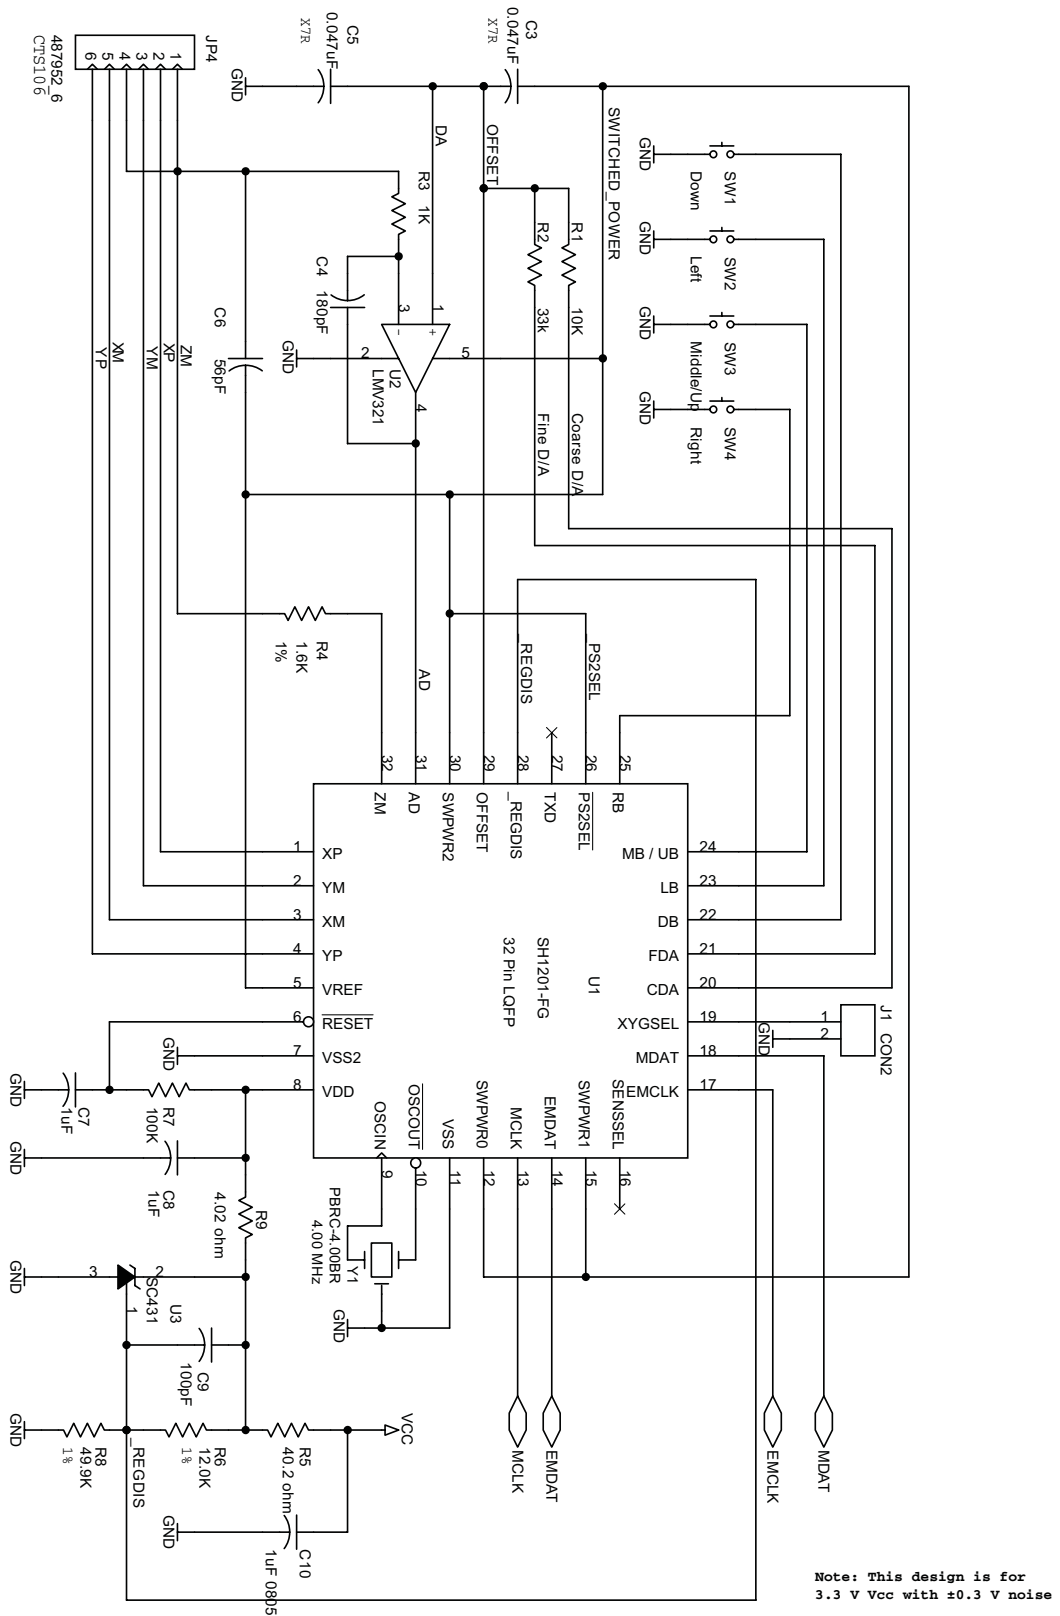 C5
0.047uF
X7R
C3
0.047uF
X7R
JP4
1
2
3
4
5
6
487952_6
CTS106
GND
DA
OFFSET
SWITCHED_POWER
GND
SW1
Down
GND
SW2
Left
GND
SW3
Middle/Up
GND
SW4
Right
R3 1K
R2
33k
R1
10K
C4
180pF
3
1
-
+
GND
2
5
U2
LMV321
4
C6
56pF
ZM
XP
YM
XM
YP
Fine D/A
Coarse D/A
R4
1.6K
1%
AD
_REGDIS
_PS2SEL
32
31
30
29
28
27
26
25
ZM
AD
SWPWR2
OFFSET
_REGDIS
TXD
PS2SEL
RB
1
XP
2
YM
3
XM
4
YP
5
VREF
6
RESET
7
VSS2
8
VDD
MB / UB
24
LB
23
DB
22
FDA
21
CDA
20
XYGSEL
19
MDAT
18
EMCLK
17
U1
SH1201-FG
32 Pin LQFP
J1 CON2
1
2
GND
OSCIN
OSCOUT
VSS
SWPWR0
MCLK
EMDAT
SWPWR1
SENSSEL
9
10
11
12
13
14
15
16
GND
GND
C7
1uF
R7
100K
GND
C8
1uF
R9
4.02 ohm
PBRC-4.00BR
4.00 MHz
Y1
GND
GND
3
2
1
SC431
U3
C9
100pF
GND
R8
49.9K
1%
_REGDIS
R6
12.0K
1%
R5
40.2 ohm
VCC
GND
C10
1uF 0805
MCLK
EMDAT
EMCLK
MDAT
Note: This design is for
3.3 V Vcc with ±0.3 V noise